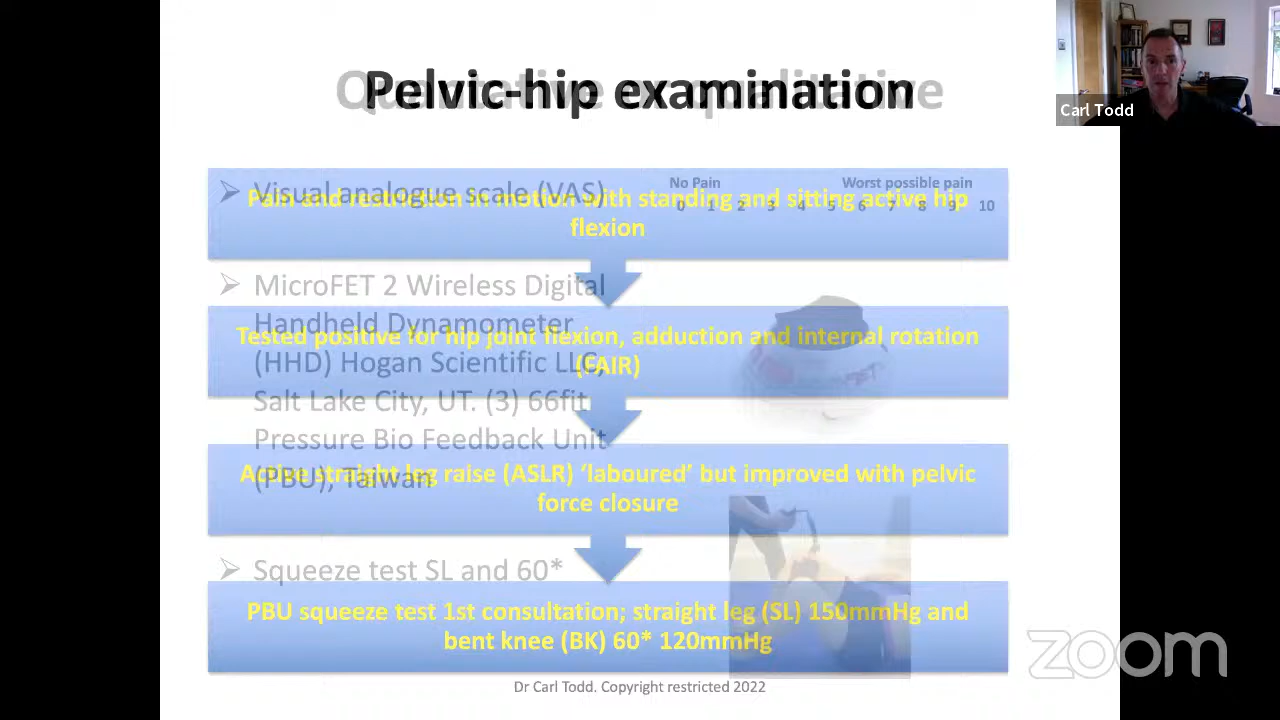 Pelvic-hip examination
Quantitative or qualitative
Carl Todd
Visual analogue scale (VAS)
No Pain
Worst possible pain
0 1 2 3 4 5 6 7 8 9 10
Pain and restriction in motion with standing and sitting active hip
flexion
MicroFET 2 Wireless Digital
Handheld Dynamometer
(HHD) Hogan Scientific LLC,
Salt Lake City, UT. (3) 66fit
Pressure Bio Feedback Unit
(PBU), Taiwan
Tested positive for hip joint flexion, adduction and internal rotation
(FAIR)
Active straight leg raise (ASLR) ‘laboured’ but improved with pelvic
force closure
Squeeze test SL and 60*
PBU squeeze test 1st consultation; straight leg (SL) 150mmHg and
bent knee (BK) 60* 120mmHg
Dr Carl Todd. Copyright restricted 2022
zoom